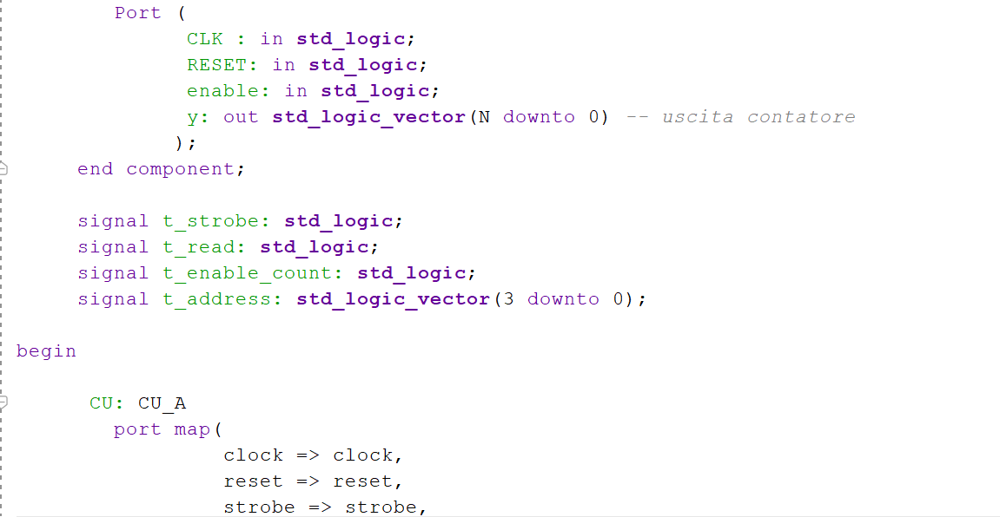 Port (
CLK : in std_logic;
RESET: in std_logic;
enable: in std_logic;
y: out std_logic_vector(N downto 0) -- uscita contatore
);
end component;
signal t_strobe: std_logic;
signal t_read: std_logic;
signal t_enable_count: std_logic;
signal t_address: std_logic_vector(3 downto 0);
begin
CU: CU_A
port map(
clock => clock,
reset => reset,
strobe => strobe,